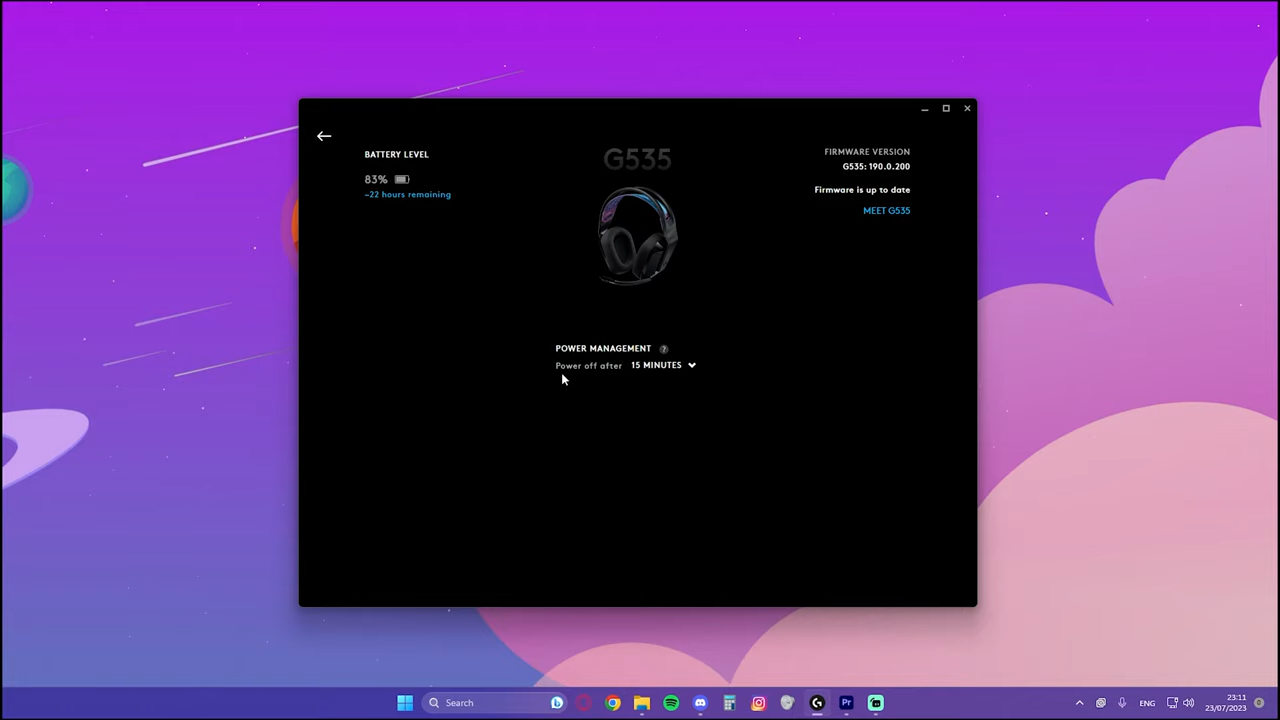 BATTERY LEVEL
83%
~22 hours remaining
G535
FIRMWARE VERSION
G535: 190.0.200
Firmware is up to date
MEET G535
POWER MANAGEMENT ?
Power off after 15 MINUTES
Search
Pr
ENG
23:11
23/07/2023